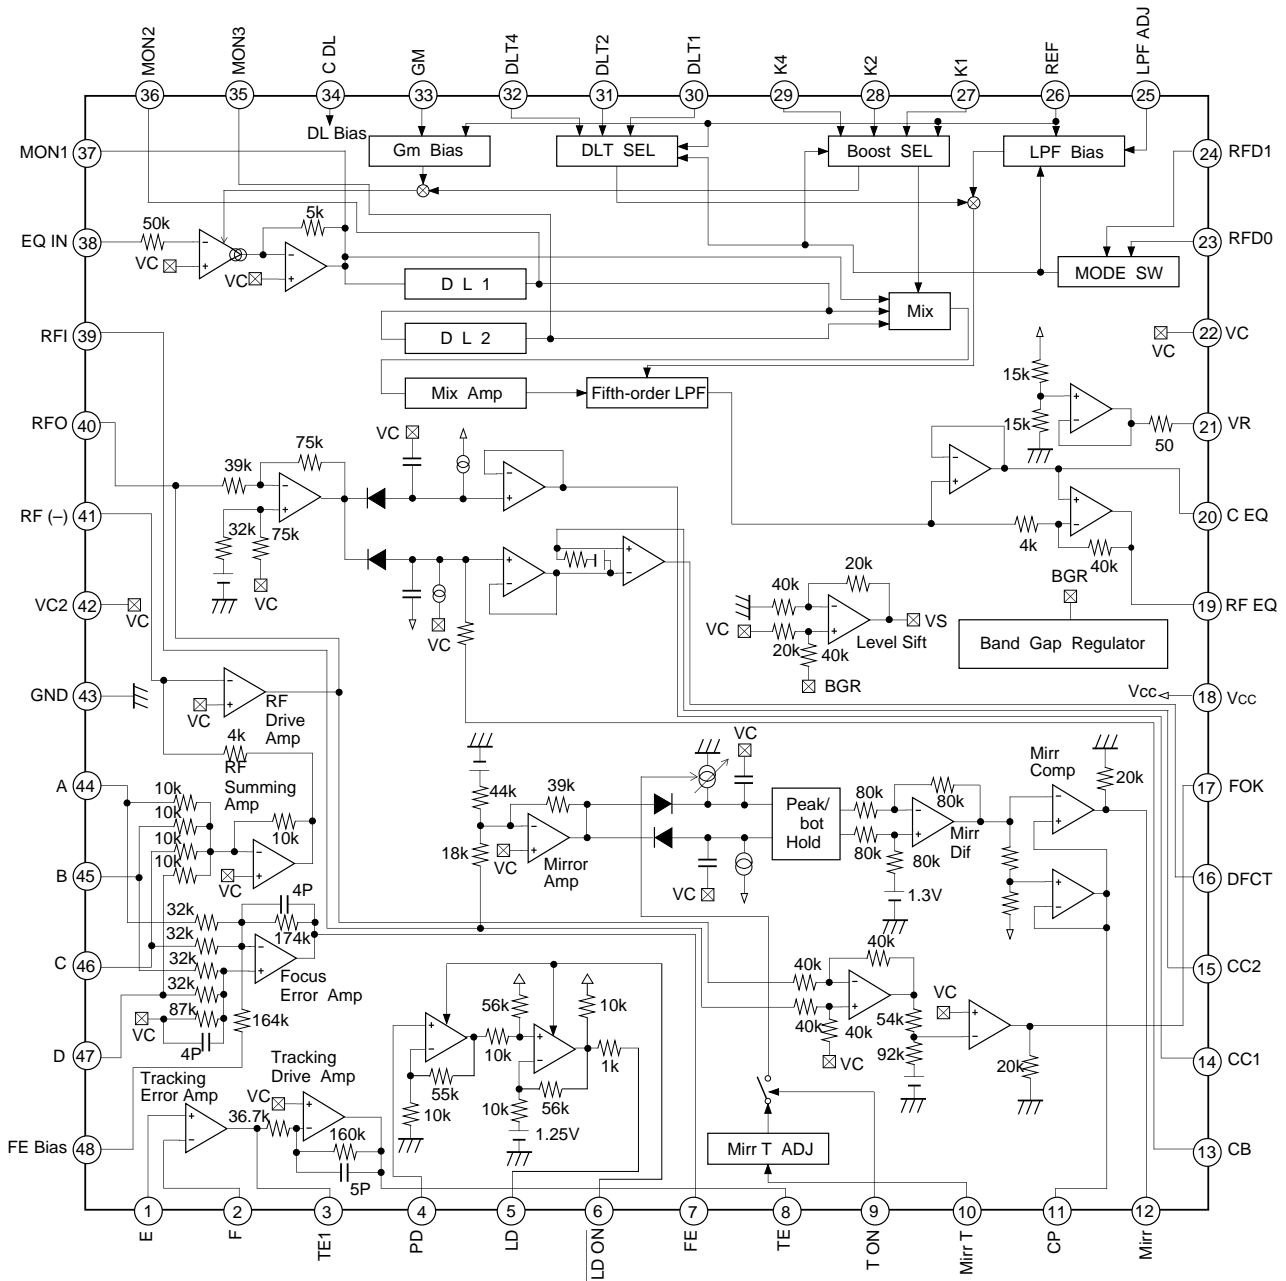 MON2
MON3
C DL
GM
DLT4
DLT2
DLT1
K4
K2
K1
REF
LPF ADJ
36
35
34
33
32
31
30
29
28
27
26
25
DL Bias
MON1
37
Gm Bias
DLT SEL
Boost SEL
LPF Bias
24
RFD1
5k
50k
EQ IN
38
VC
VC
23
RFD0
MODE SW
D L 1
Mix
RFI
39
D L 2
22
VC
VC
Mix Amp
Fifth-order LPF
15k
15k
50
21
VR
RFO
40
VC
75k
39k
32k
75k
VC
RF (–)
41
4k
40k
20
C EQ
VC2
42
VC
VC
20k
40k
VC
20k
40k
VS
Level Sift
BGR
BGR
19
RF EQ
Band Gap Regulator
GND
43
VC
RF
Drive
Amp
Vcc
18
Vcc
4k
RF
Summing
Amp
A
44
10k
10k
10k
10k
10k
VC
44k
39k
18k
VC
Mirror
Amp
VC
VC
Peak/
bot
Hold
80k
80k
80k
80k
Mirr
Dif
1.3V
Mirr
Comp
20k
17
FOK
B
45
16
DFCT
4P
32k
32k
32k
32k
174k
Focus
Error Amp
C
46
VC
87k
4P
164k
15
CC2
40k
40k
40k
40k
VC
54k
92k
VC
20k
D
47
56k
10k
10k
1k
55k
10k
10k
56k
1.25V
14
CC1
Tracking
Error Amp
Tracking
Drive Amp
VC
36.7k
160k
5P
FE Bias
48
Mirr T ADJ
13
CB
1
2
3
4
5
6
7
8
9
10
11
12
E
F
TE1
PD
LD
LD ON
FE
TE
T ON
Mirr T
CP
Mirr